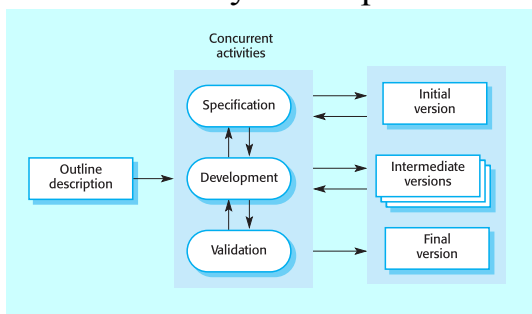 Concurrent
activities
Specification
Initial
version
Outline
description
Development
Intermediate
versions
Validation
Final
version